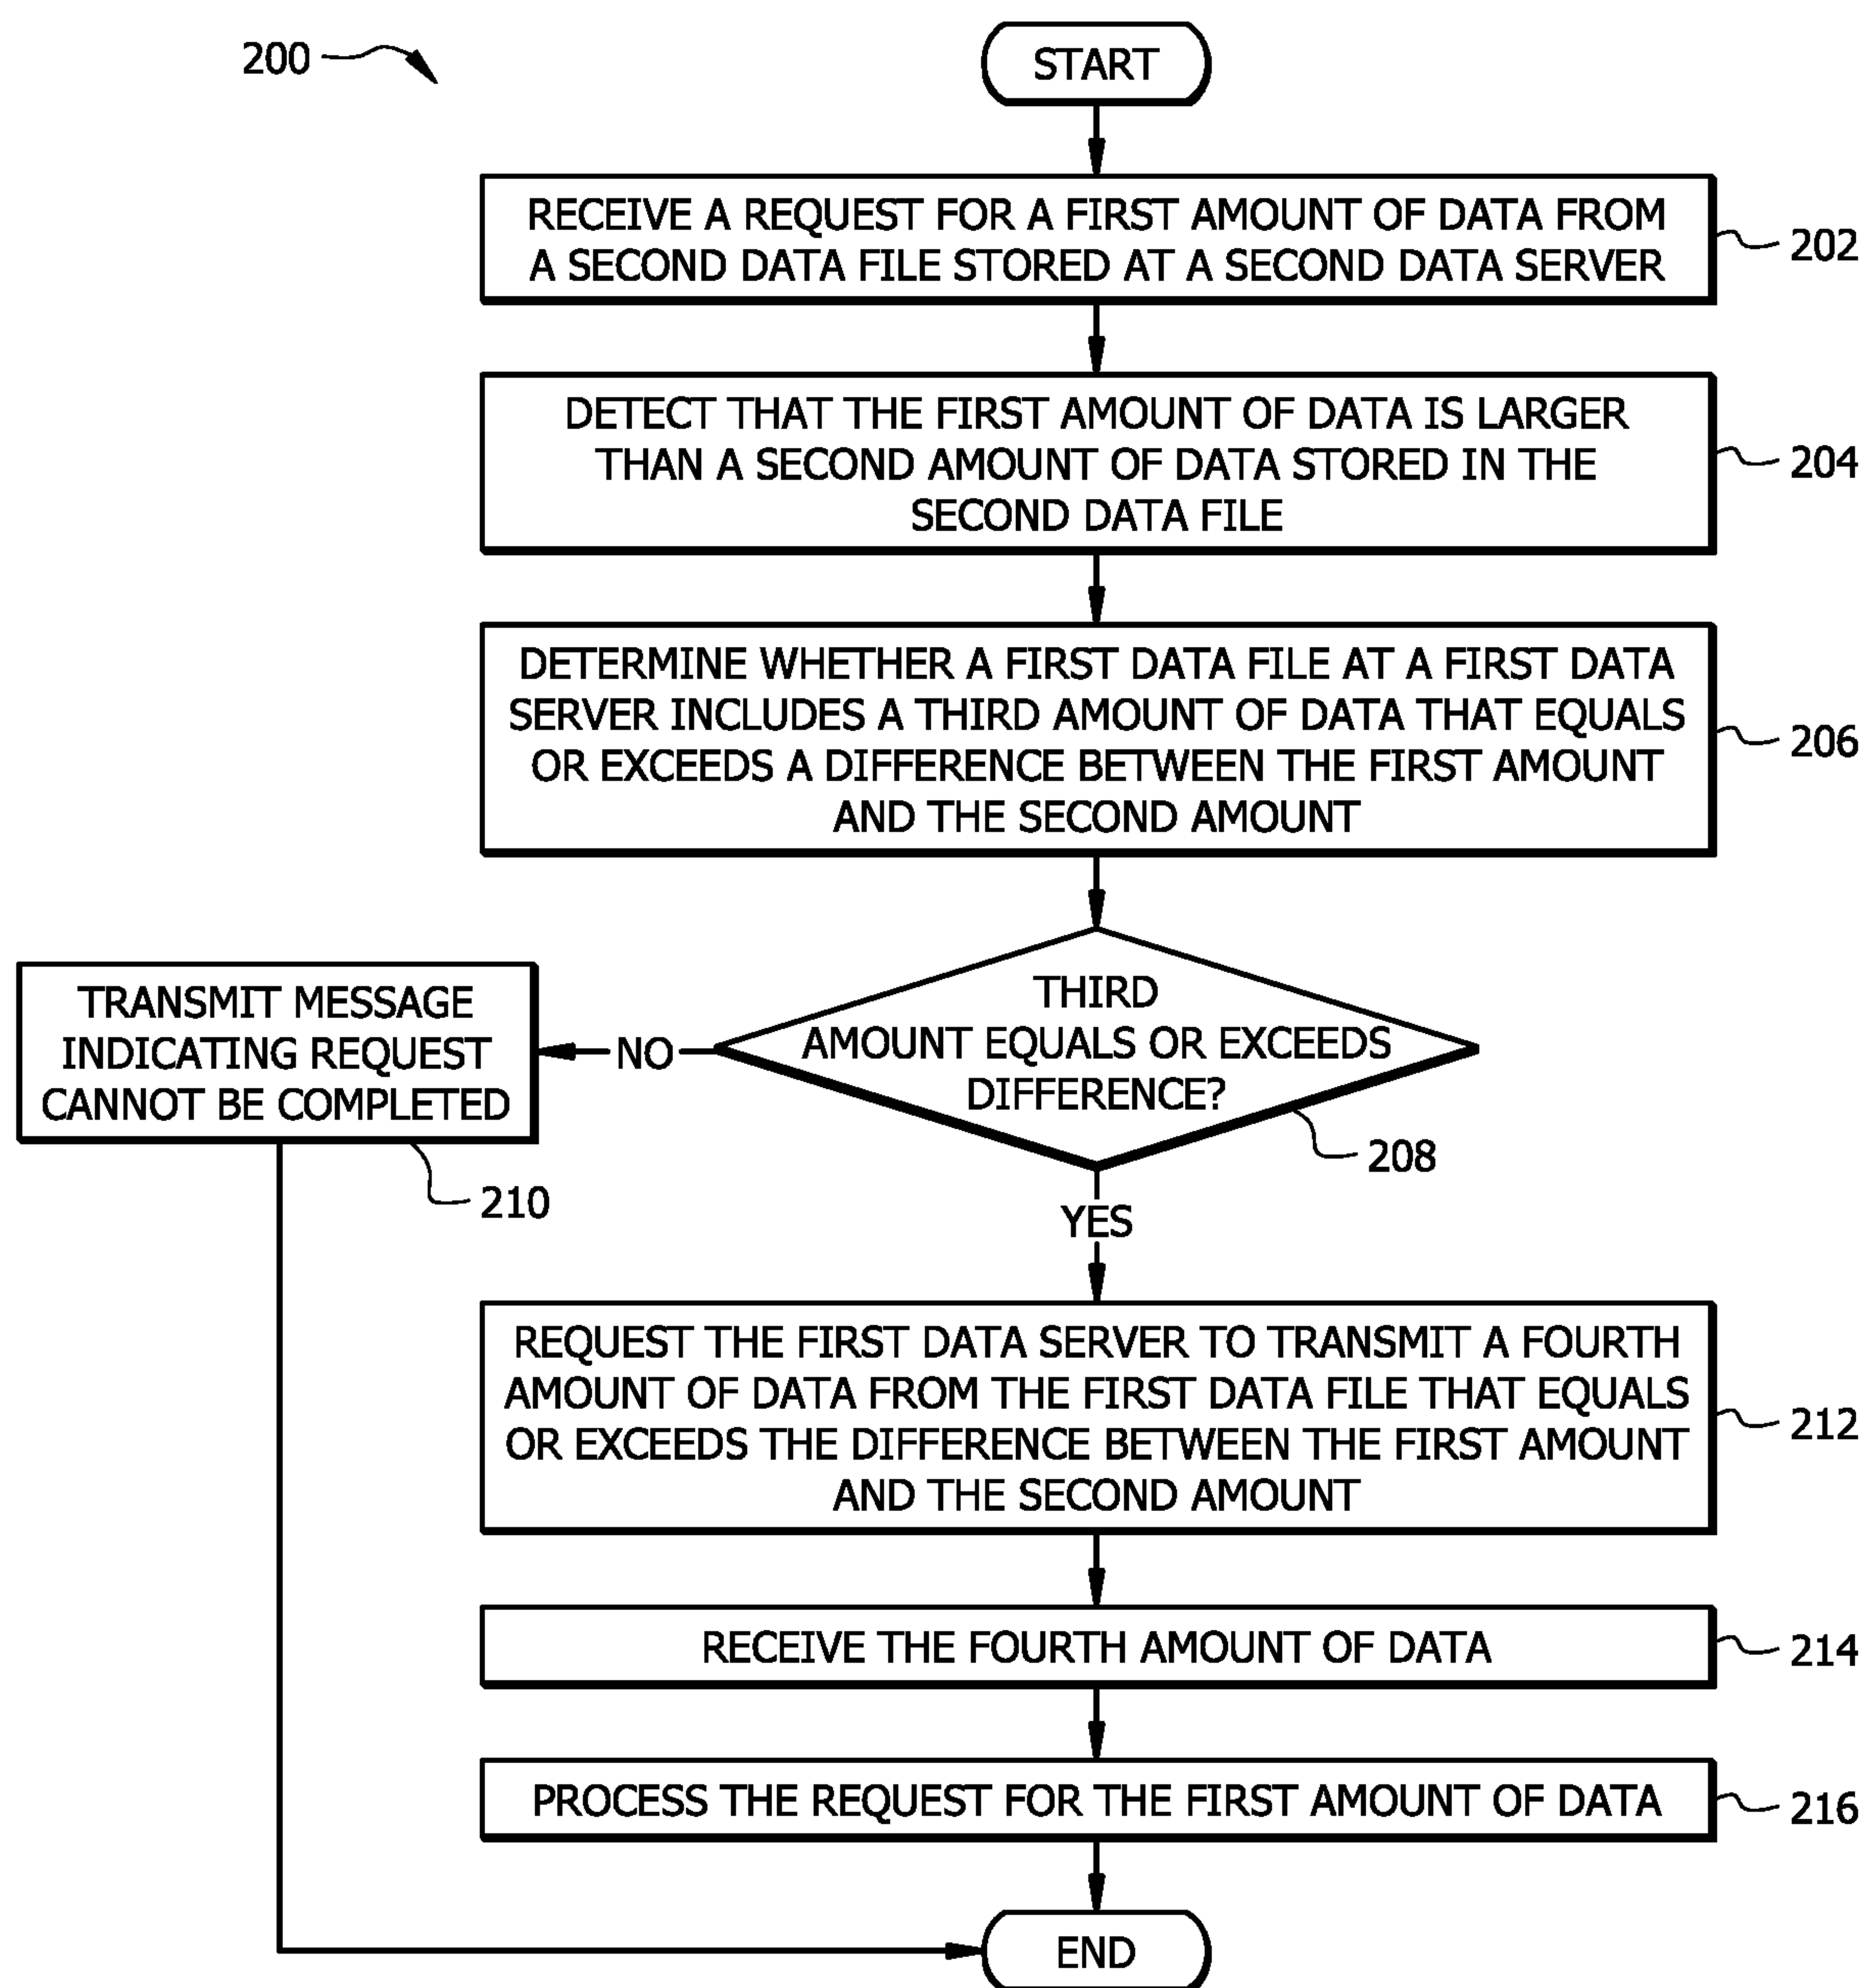 200
START
RECEIVE A REQUEST FOR A FIRST AMOUNT OF DATA FROM
A SECOND DATA FILE STORED AT A SECOND DATA SERVER
202
DETECT THAT THE FIRST AMOUNT OF DATA IS LARGER
THAN A SECOND AMOUNT OF DATA STORED IN THE
SECOND DATA FILE
204
DETERMINE WHETHER A FIRST DATA FILE AT A FIRST DATA
SERVER INCLUDES A THIRD AMOUNT OF DATA THAT EQUALS
OR EXCEEDS A DIFFERENCE BETWEEN THE FIRST AMOUNT
AND THE SECOND AMOUNT
206
THIRD
AMOUNT EQUALS OR EXCEEDS
DIFFERENCE?
208
NO
TRANSMIT MESSAGE
INDICATING REQUEST
CANNOT BE COMPLETED
210
YES
REQUEST THE FIRST DATA SERVER TO TRANSMIT A FOURTH
AMOUNT OF DATA FROM THE FIRST DATA FILE THAT EQUALS
OR EXCEEDS THE DIFFERENCE BETWEEN THE FIRST AMOUNT
AND THE SECOND AMOUNT
212
RECEIVE THE FOURTH AMOUNT OF DATA
214
PROCESS THE REQUEST FOR THE FIRST AMOUNT OF DATA
216
END